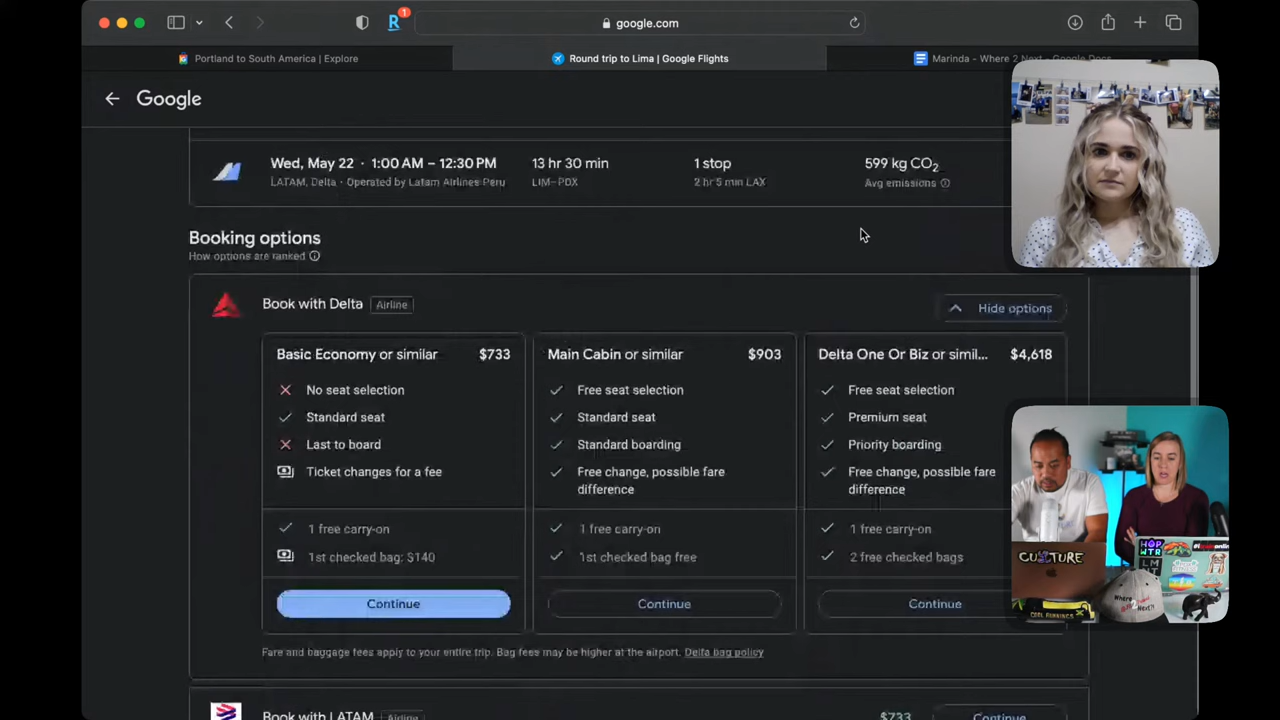 google.com
1
Portland to South America | Explore
Round trip to Lima | Google Flights
Marinda - Where 2 Next - Google Docs
Google
Wed, May 22 · 1:00 AM – 12:30 PM
13 hr 30 min
1 stop
599 kg CO2
LATAM, Delta · Operated by Latam Airlines Peru
LIM–PDX
2 hr 5 min LAX
Avg emissions
Booking options
How options are ranked
Book with Delta
Airline
Hide options
Basic Economy or similar
$733
No seat selection
Standard seat
Last to board
Ticket changes for a fee
1 free carry-on
1st checked bag: $140
Continue
Main Cabin or similar
$903
Free seat selection
Standard seat
Standard boarding
Free change, possible fare
difference
1 free carry-on
1st checked bag free
Continue
Delta One Or Biz or simil...
$4,618
Free seat selection
Premium seat
Priority boarding
Free change, possible fare
difference
1 free carry-on
2 free checked bags
Continue
Fare and baggage fees apply to your entire trip. Bag fees may be higher at the airport. Delta bag policy
Book with LATAM
Airline
$733
Continue
CULTURE
COOL RUNNINGS
HOP
WTR